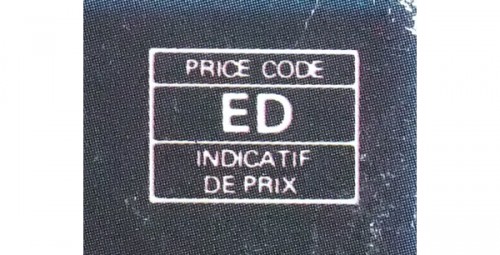 PRICE CODE
ED
INDICATIF
DE PRIX